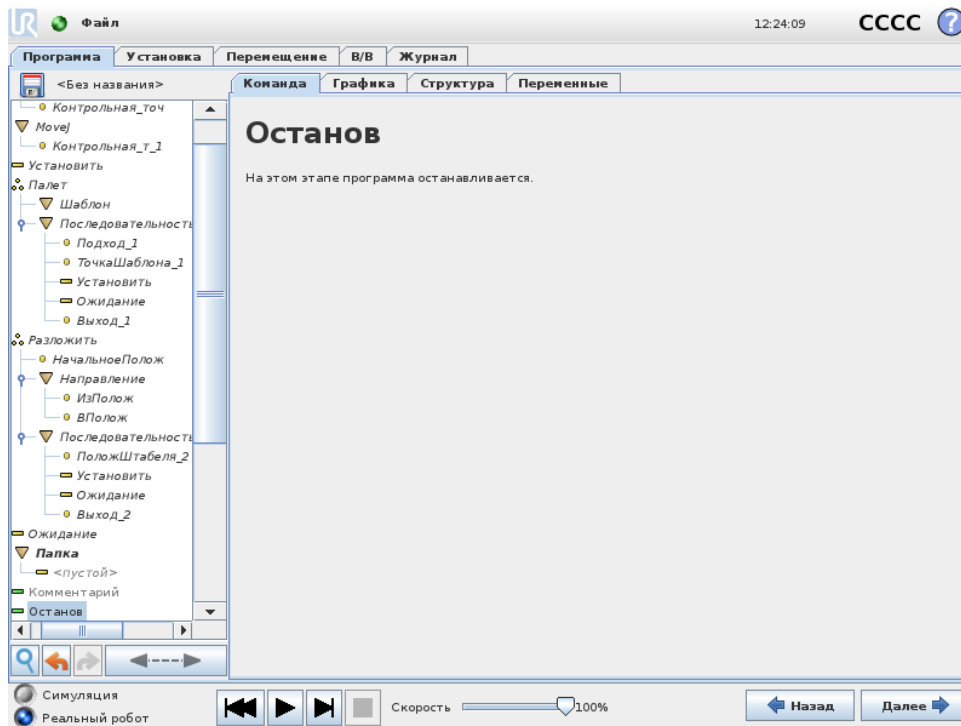 UR Файл 12:24:09 CCCC ?
Программа Установка Перемещение В/В Журнал
<Без названия>
Команда Графика Структура Переменные
Контрольная_точ
MoveJ
Контрольная_т_1
Установить
Палет
Шаблон
Последовательность
Подход_1
ТочкаШаблона_1
Установить
Ожидание
Выход_1
Разложить
НачальноеПолож
Направление
ИзПолож
ВПолож
Последовательность
ПоложШтабеля_2
Установить
Ожидание
Выход_2
Ожидание
Папка
<пустой>
Комментарий
Останов
Останов
На этом этапе программа останавливается.
Симуляция
Реальный робот
Скорость 100%
Назад Далее